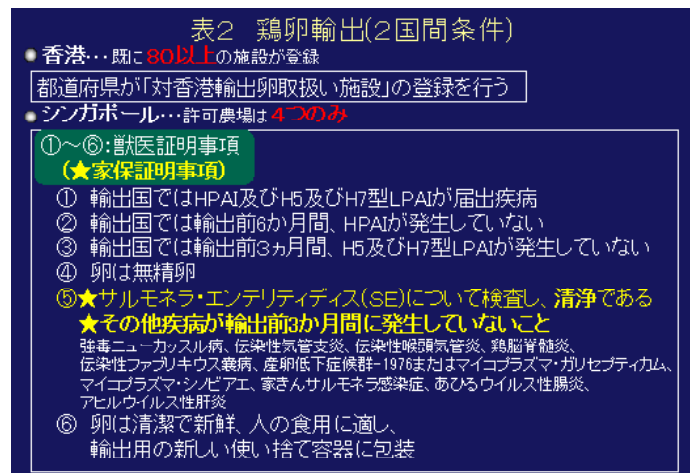 表2　鶏卵輸出(2国間条件)
香港・・・既に80以上の施設が登録
都道府県が「対香港輸出卵取扱い施設」の登録を行う
シンガポール・・・許可農場は4つのみ
①～⑥:獣医証明事項
(★家保証明事項)
① 輸出国ではHPAI及びH5及びH7型LPAIが届出疾病
② 輸出国では輸出前6か月間、HPAIが発生していない
③ 輸出国では輸出前3ヵ月間、H5及びH7型LPAIが発生していない
④ 卵は無精卵
⑤★サルモネラ・エンテリティディス(SE)について検査し、清浄である
★その他疾病が輸出前3か月間に発生していないこと
強毒ニューカッスル病、伝染性気管支炎、伝染性喉頭気管炎、鶏脳脊髄炎、
伝染性ファブリキウス嚢病、産卵低下症候群-1976またはマイコプラズマ・ガリセプティカム、
マイコプラズマ・シノビアエ、家きんサルモネラ感染症、あひるウイルス性腸炎、
アヒルウイルス性肝炎
⑥ 卵は清潔で新鮮、人の食用に適し、
輸出用の新しい使い捨て容器に包装